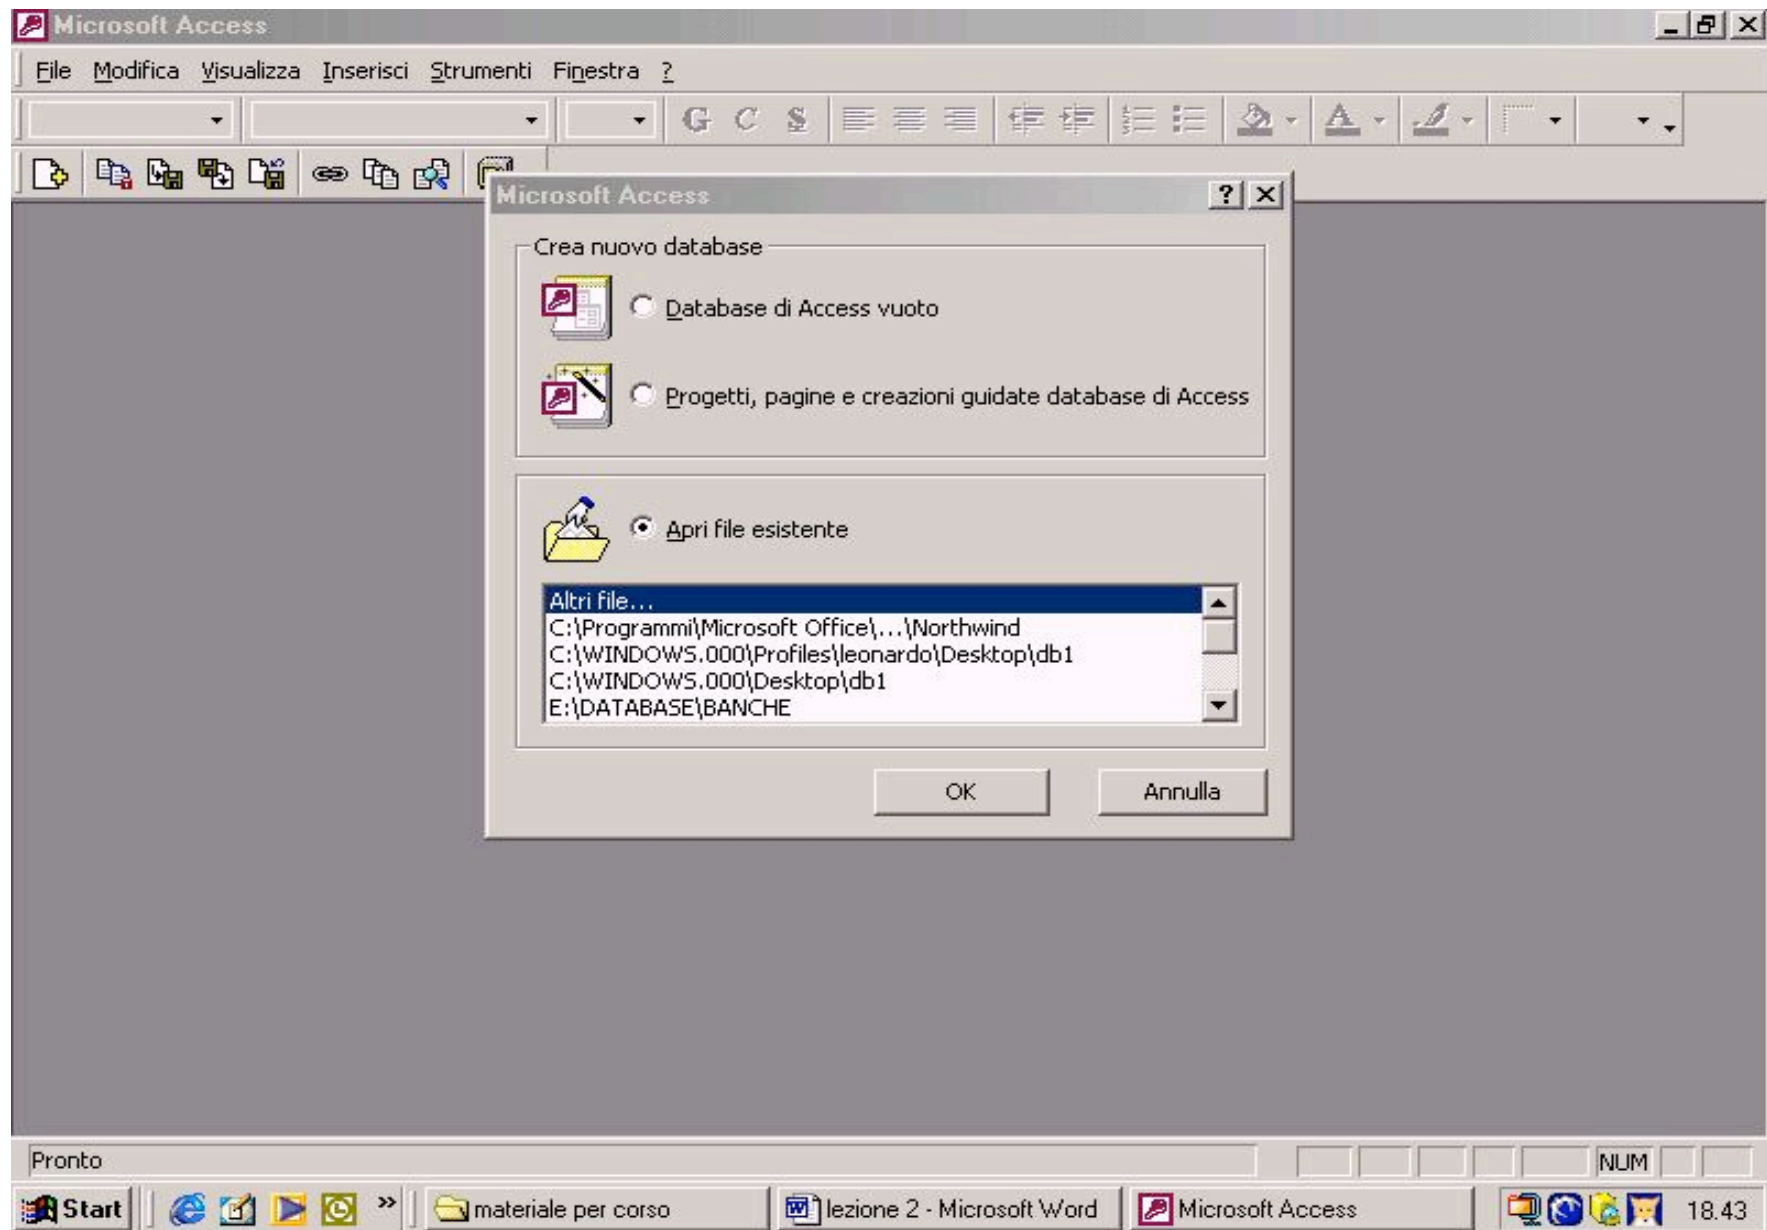 Microsoft Access
File Modifica Visualizza Inserisci Strumenti Finestra ?
G C S
Microsoft Access
Crea nuovo database
Database di Access vuoto
Progetti, pagine e creazioni guidate database di Access
Apri file esistente
Altri file...
C:\Programmi\Microsoft Office\...\Northwind
C:\WINDOWS.000\Profiles\leonardo\Desktop\db1
C:\WINDOWS.000\Desktop\db1
E:\DATABASE\BANCHE
OK Annulla
Pronto NUM
Start » materiale per corso lezione 2 - Microsoft Word Microsoft Access 18.43